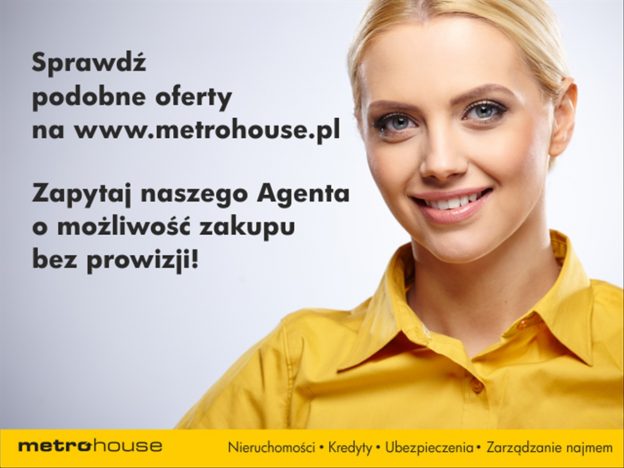 Sprawdź
podobne oferty
na www.metrohouse.pl
Zapytaj naszego Agenta
o możliwość zakupu
bez prowizji!
metrohouse
Nieruchomości • Kredyty • Ubezpieczenia • Zarządzanie najmem